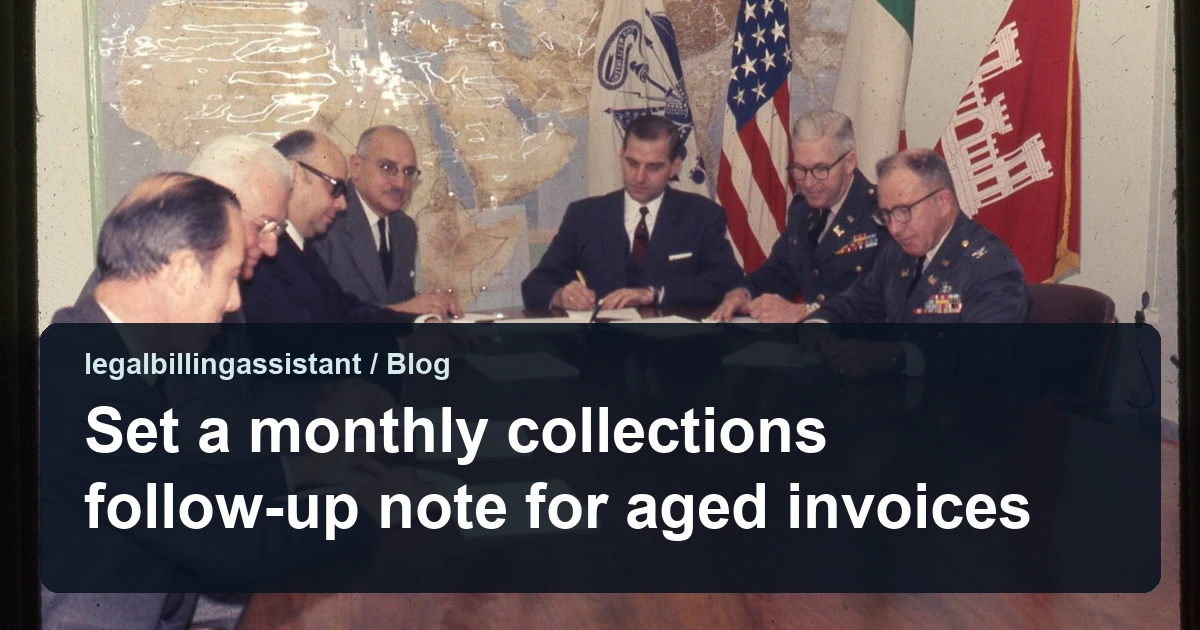 legalbillingassistant / Blog
Set a monthly collections
follow-up note for aged invoices